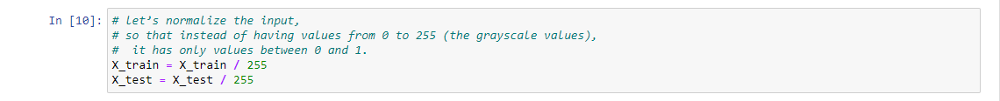 In [10]: # let's normalize the input,
# so that instead of having values from 0 to 255 (the grayscale values),
#  it has only values between 0 and 1.
X_train = X_train / 255
X_test = X_test / 255